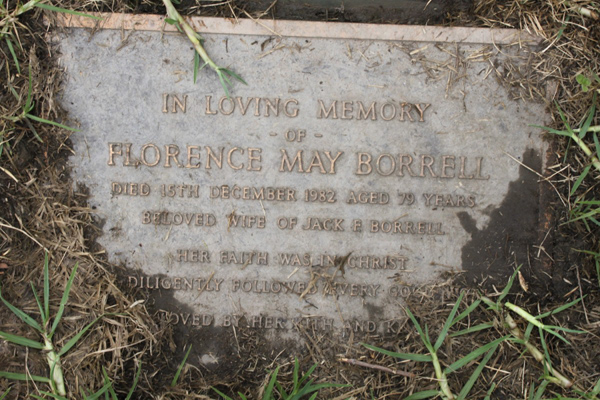 IN LOVING MEMORY
- OF -
FLORENCE MAY BORRELL
DIED 15TH DECEMBER 1982 AGED 79 YEARS
BELOVED WIFE OF JACK F. BORRELL
HER FAITH WAS IN CHRIST
DILIGENTLY FOLLOWED EVERY GOOD
LOVED BY HER KITH AND